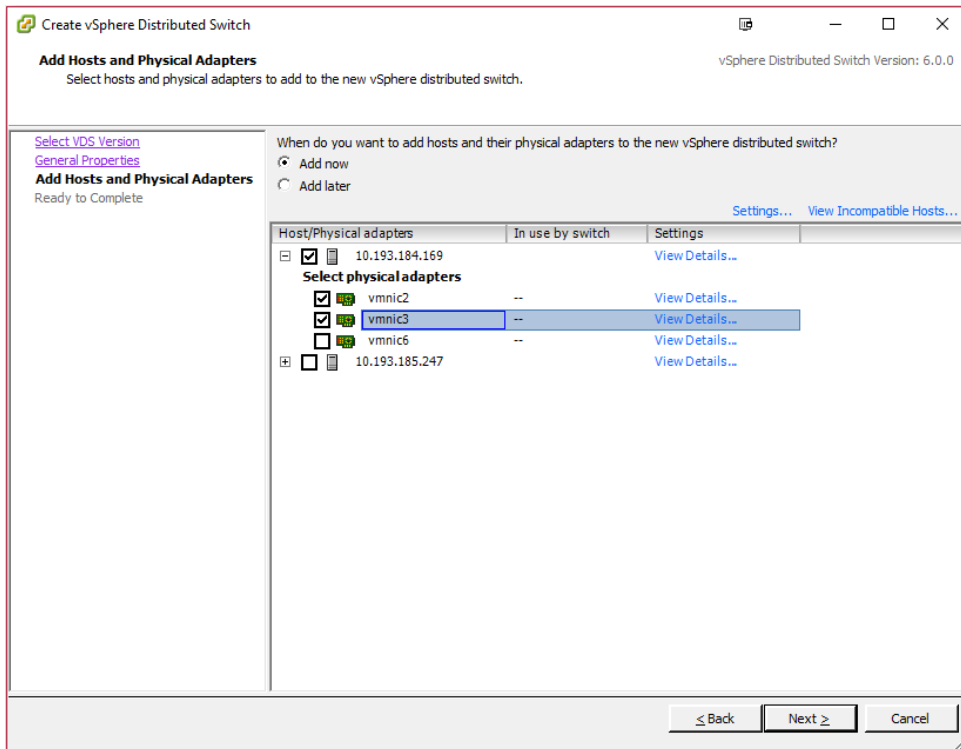 Create vSphere Distributed Switch
Add Hosts and Physical Adapters
vSphere Distributed Switch Version: 6.0.0
Select hosts and physical adapters to add to the new vSphere distributed switch.
Select VDS Version
General Properties
Add Hosts and Physical Adapters
Ready to Complete
When do you want to add hosts and their physical adapters to the new vSphere distributed switch?
Add now
Add later
Settings... View Incompatible Hosts...
Host/Physical adapters In use by switch Settings
10.193.184.169 View Details...
Select physical adapters
vmnic2 -- View Details...
vmnic3 -- View Details...
vmnic6 -- View Details...
10.193.185.247 View Details...
< Back Next > Cancel